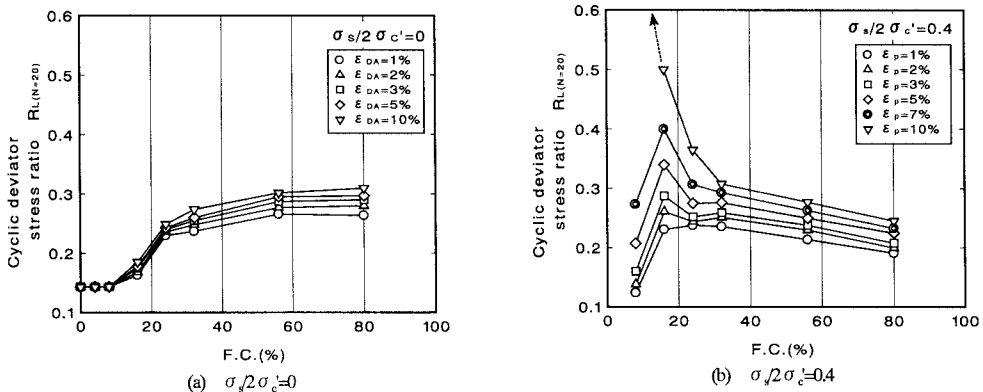 0.6
0.5
0.4
0.3
0.2
0.1
Cyclic deviator
stress ratio RL(N=20)
σs/2σc'=0
εDA=1%
εDA=2%
εDA=3%
εDA=5%
εDA=10%
0 20 40 60 80 100
F.C.(%)
(a) σs/2σc'=0
0.6
0.5
0.4
0.3
0.2
0.1
Cyclic deviator
stress ratio RL(N=20)
σs/2σc'=0.4
εp=1%
εp=2%
εp=3%
εp=5%
εp=7%
εp=10%
0 20 40 60 80 100
F.C.(%)
(b) σs/2σc'=0.4